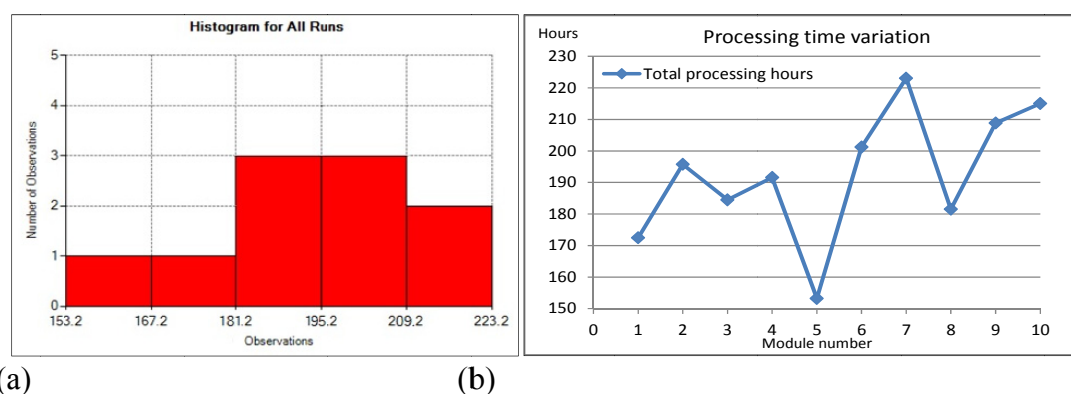 Histogram for All Runs
Number of Observations
5
4
3
2
1
0
153.2 167.2 181.2 195.2 209.2 223.2
Observations
Hours
Processing time variation
Total processing hours
230
220
210
200
190
180
170
160
150
0 1 2 3 4 5 6 7 8 9 10
Module number
(a) (b)